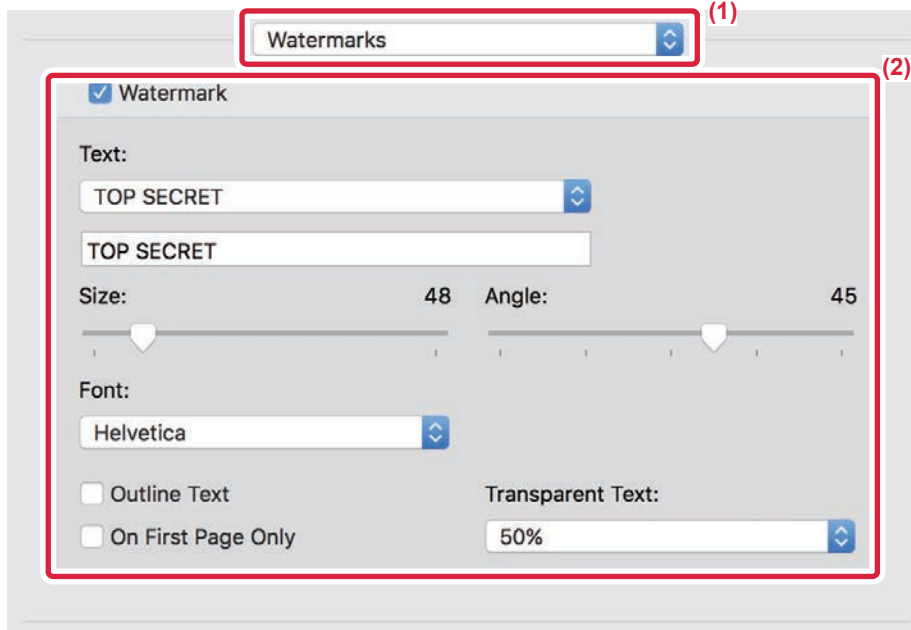 (1)
Watermarks
(2)
Watermark
Text:
TOP SECRET
TOP SECRET
Size: 48 Angle: 45
Font:
Helvetica
Outline Text Transparent Text:
On First Page Only 50%